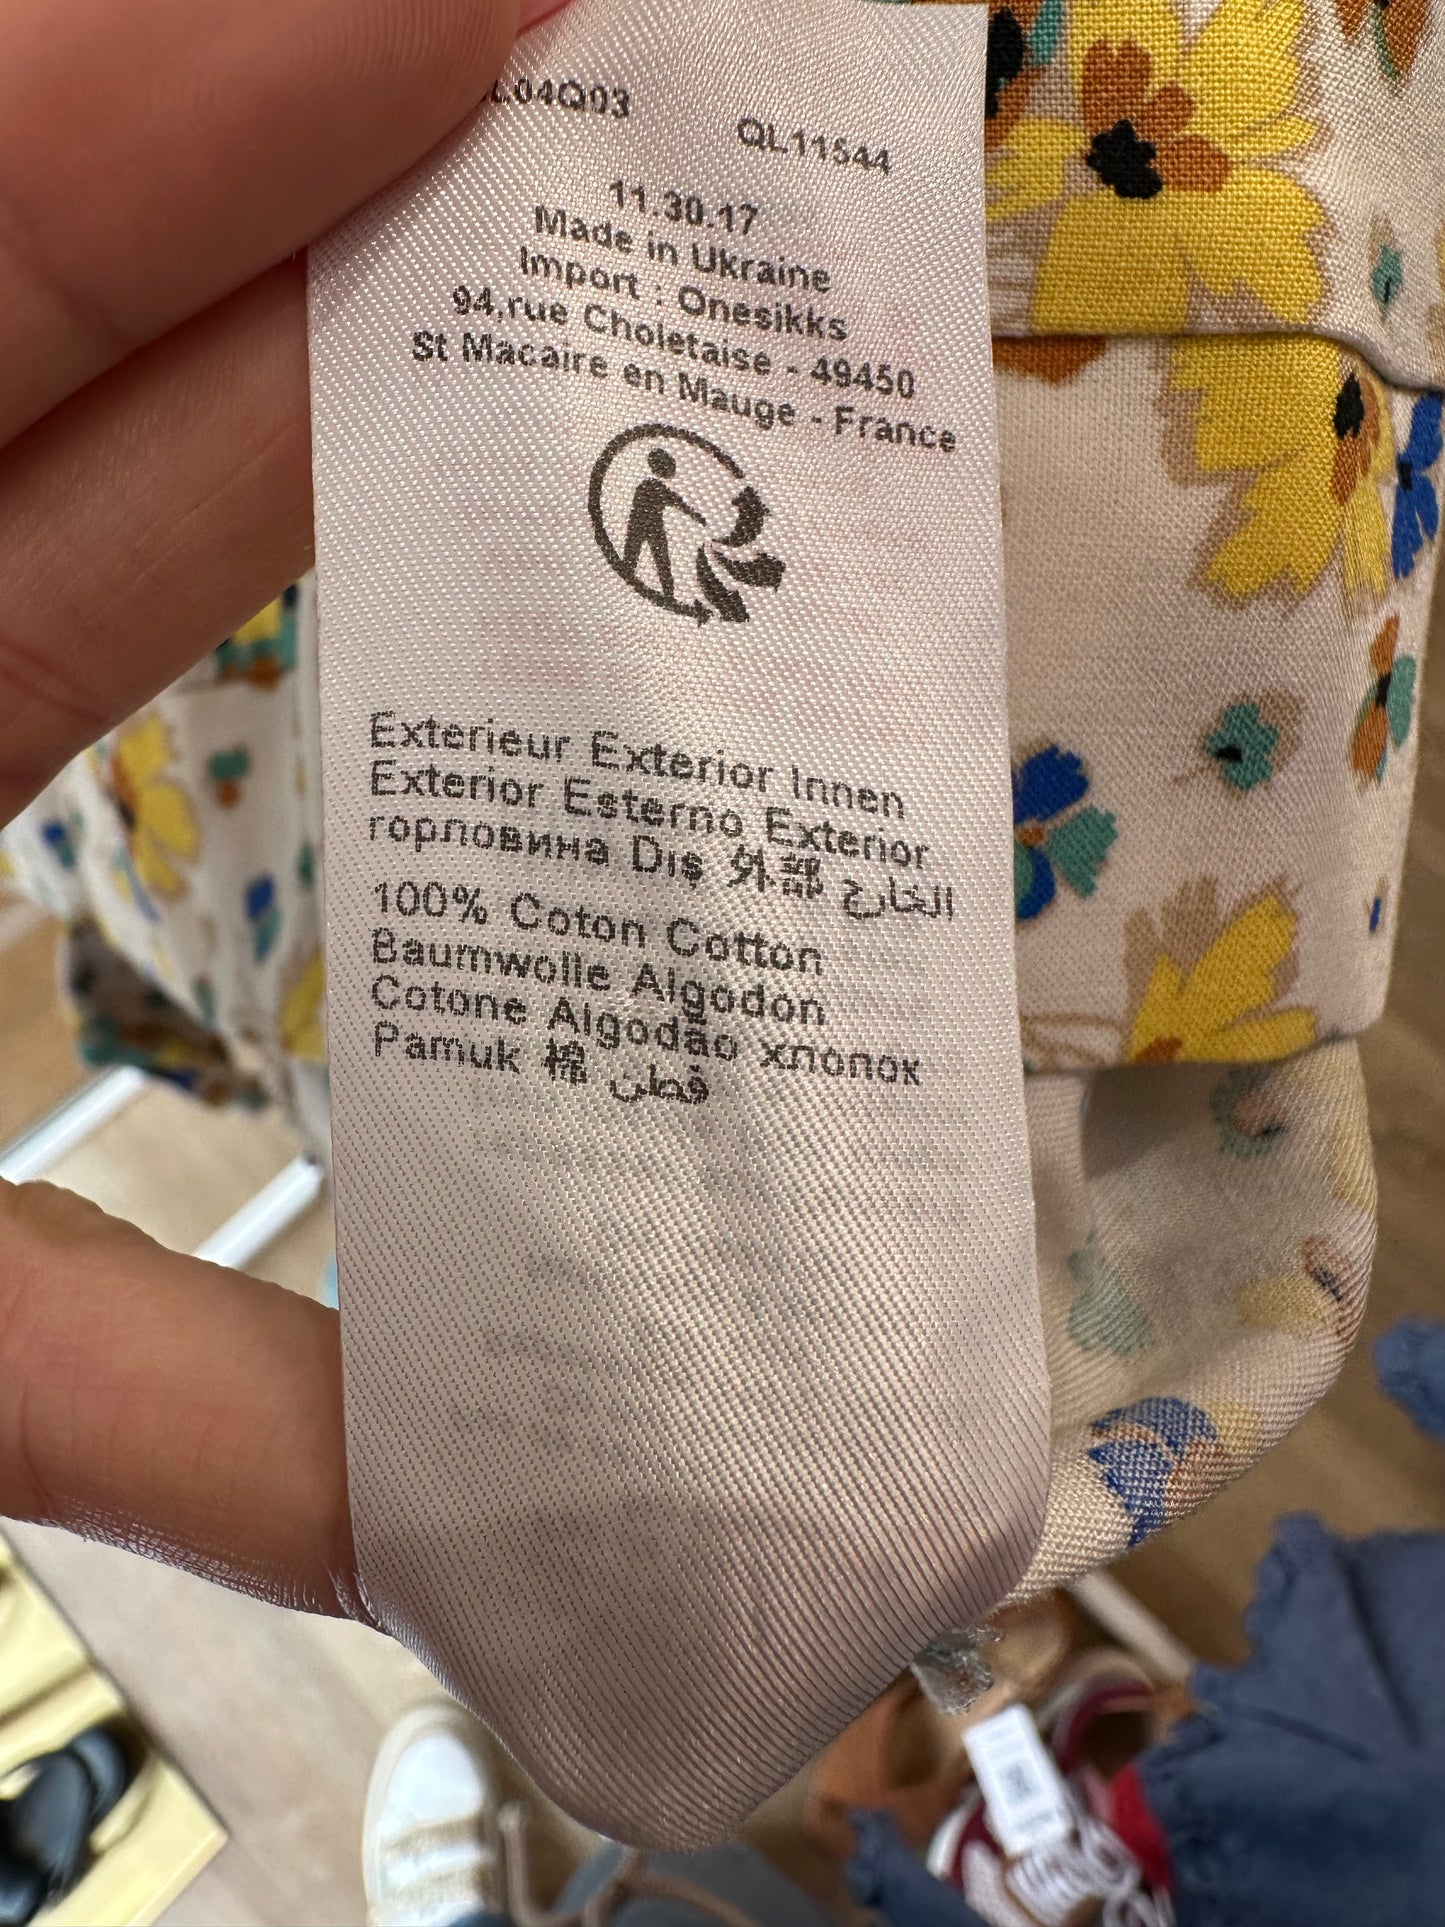 L04Q03
QL11544
11.30.17
Made in Ukraine
Import : Onesikks
94,rue Choletaise - 49450
St Macaire en Mauge - France
Exterieur Exterior Innen
Exterior Esterno Exterior
горловина Dış 外部 الخارج
100% Coton Cotton
Baumwolle Algodón
Cotone Algodão хлопок
Pamuk 棉 قطن